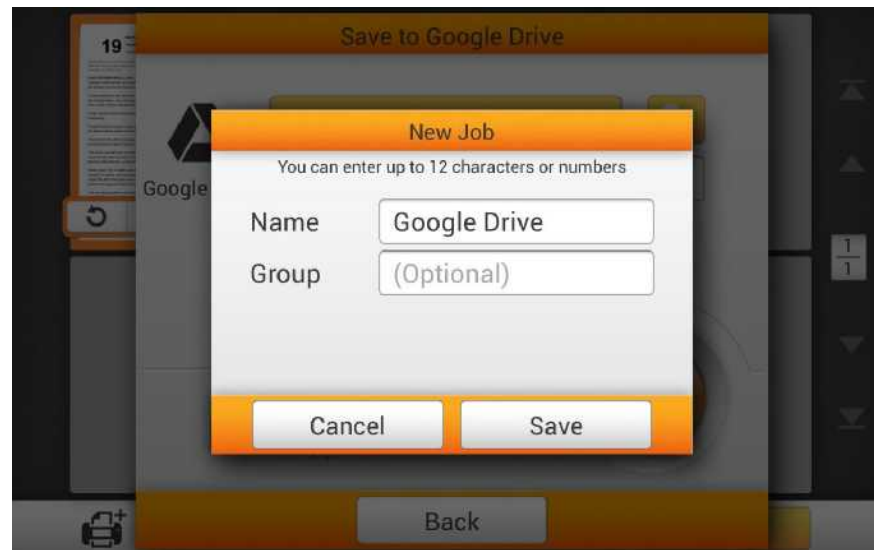 19
Save to Google Drive
New Job
You can enter up to 12 characters or numbers
Google
Name
Google Drive
Group
(Optional)
1
1
Cancel
Save
Back